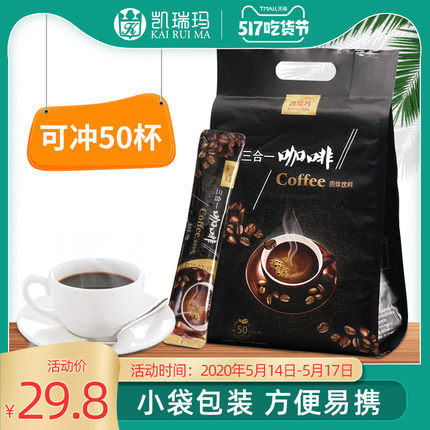 凯瑞玛
KAI RUI MA
TMALL天猫
517吃货节
可冲50杯
凯瑞玛
三合一 咖啡
Coffee 固体饮料
Coffee
咖啡
50
活动价
¥29.8
活动时间：2020年5月14日-5月17日
小袋包装 方便易携